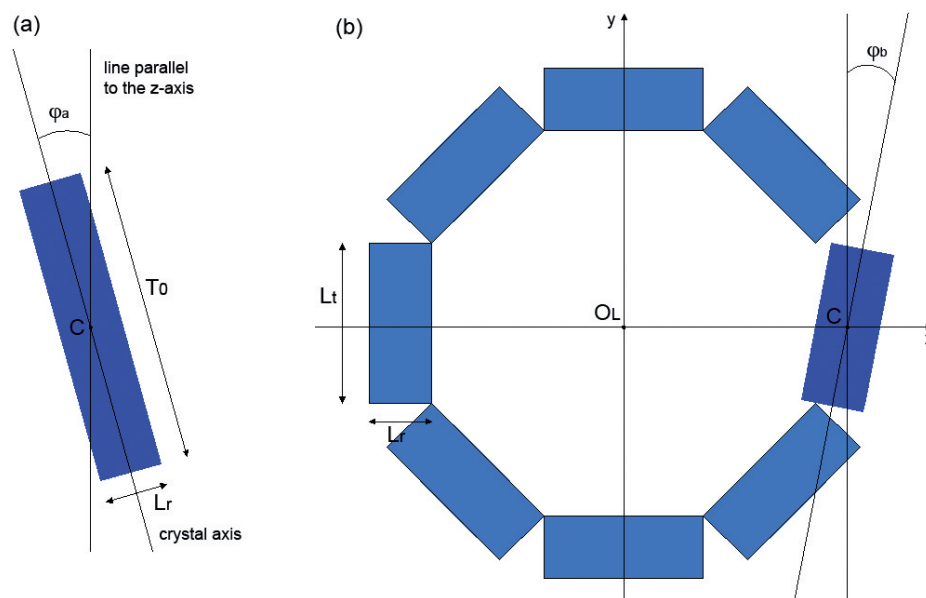 (a)
line parallel
to the z-axis
φa
T0
C
Lr
crystal axis
(b)
y
φb
Lt
OL
C
Lr